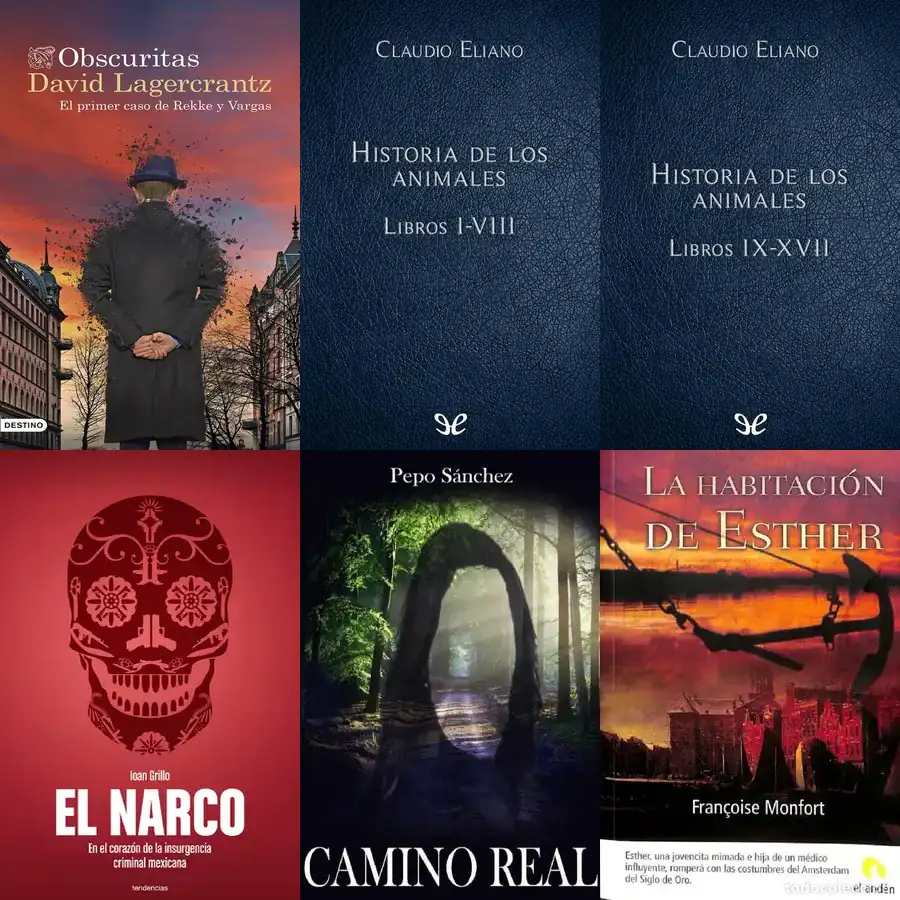 Obscuritas
David Lagercrantz
El primer caso de Rekke y Vargas
DESTINO
Claudio Eliano
Historia de los
animales
Libros I-VIII
Claudio Eliano
Historia de los
animales
Libros IX-XVII
Ioan Grillo
EL NARCO
En el corazón de la insurgencia
criminal mexicana
tendencias
Pepo Sánchez
CAMINO REAL
La habitación
de Esther
Françoise Monfort
Esther, una jovencita mimada e hija de un médico
influyente, romperá con las costumbres del Amsterdam
del Siglo de Oro.
el andén